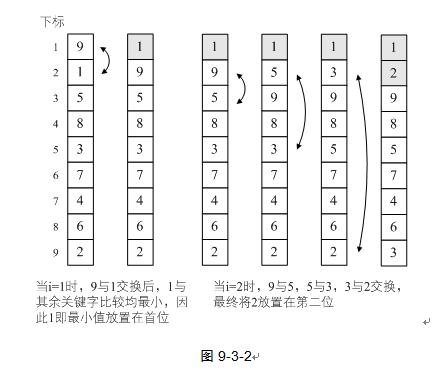 下标
1 9 1 1 1 1 1
2 1 9 9 5 3 2
3 5 5 5 9 9 9
4 8 8 8 8 8 8
5 3 3 3 3 5 5
6 7 7 7 7 7 7
7 4 4 4 4 4 4
8 6 6 6 6 6 6
9 2 2 2 2 2 3
当i=1时，9与1交换后，1与
其余关键字比较均最小，因
此1即最小值放置在首位
当i=2时，9与5，5与3，3与2交换，
最终将2放置在第二位
图 9-3-2